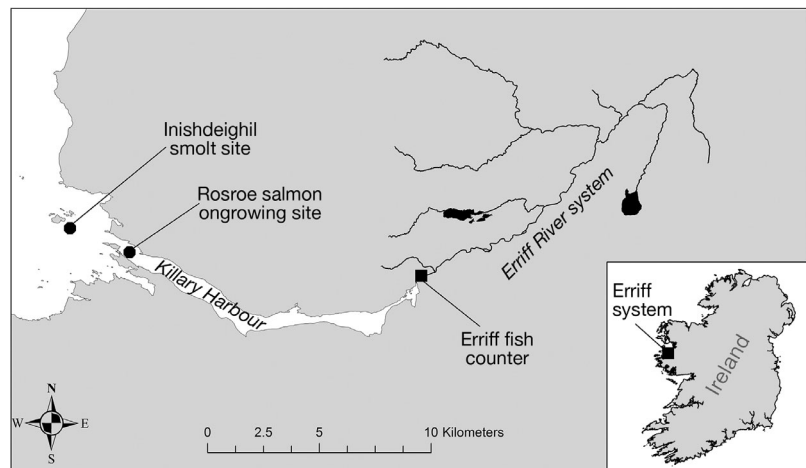 Inishdeighil
smolt site
Rosroe salmon
ongrowing site
Killary Harbour
Erriff River system
Erriff fish
counter
Erriff
system
Ireland
N
W E
S
0 2.5 5 10 Kilometers